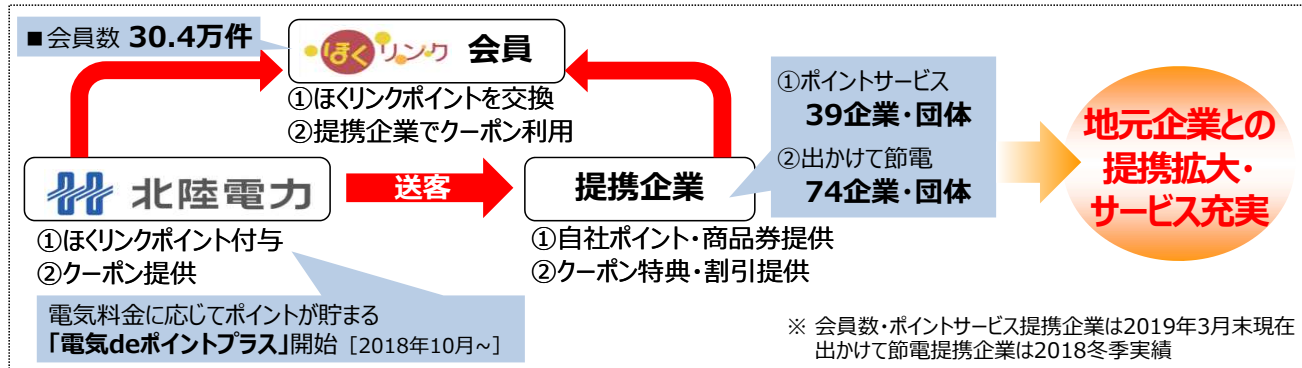 ■会員数 30.4万件
ほくリンク 会員
①ほくリンクポイントを交換
②提携企業でクーポン利用
①ポイントサービス
39企業・団体
②出かけて節電
74企業・団体
地元企業との
提携拡大・
サービス充実
北陸電力
送客
提携企業
①ほくリンクポイント付与
②クーポン提供
①自社ポイント・商品券提供
②クーポン特典・割引提供
電気料金に応じてポイントが貯まる
「電気deポイントプラス」開始 [2018年10月~]
※ 会員数・ポイントサービス提携企業は2019年3月末現在
出かけて節電提携企業は2018冬季実績